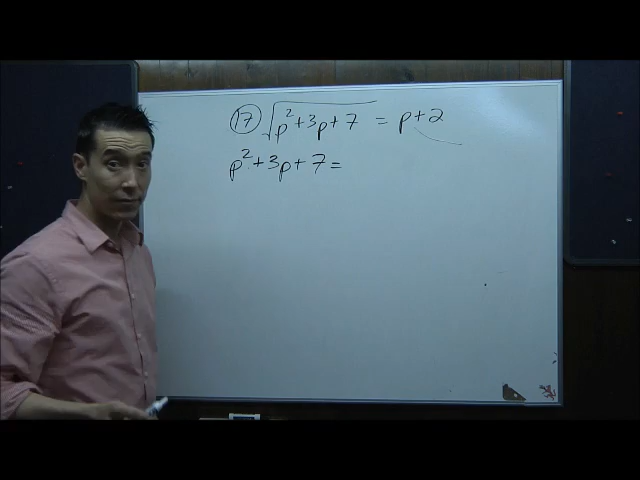 17 √p²+3p+7 = p+2
p²+3p+7=